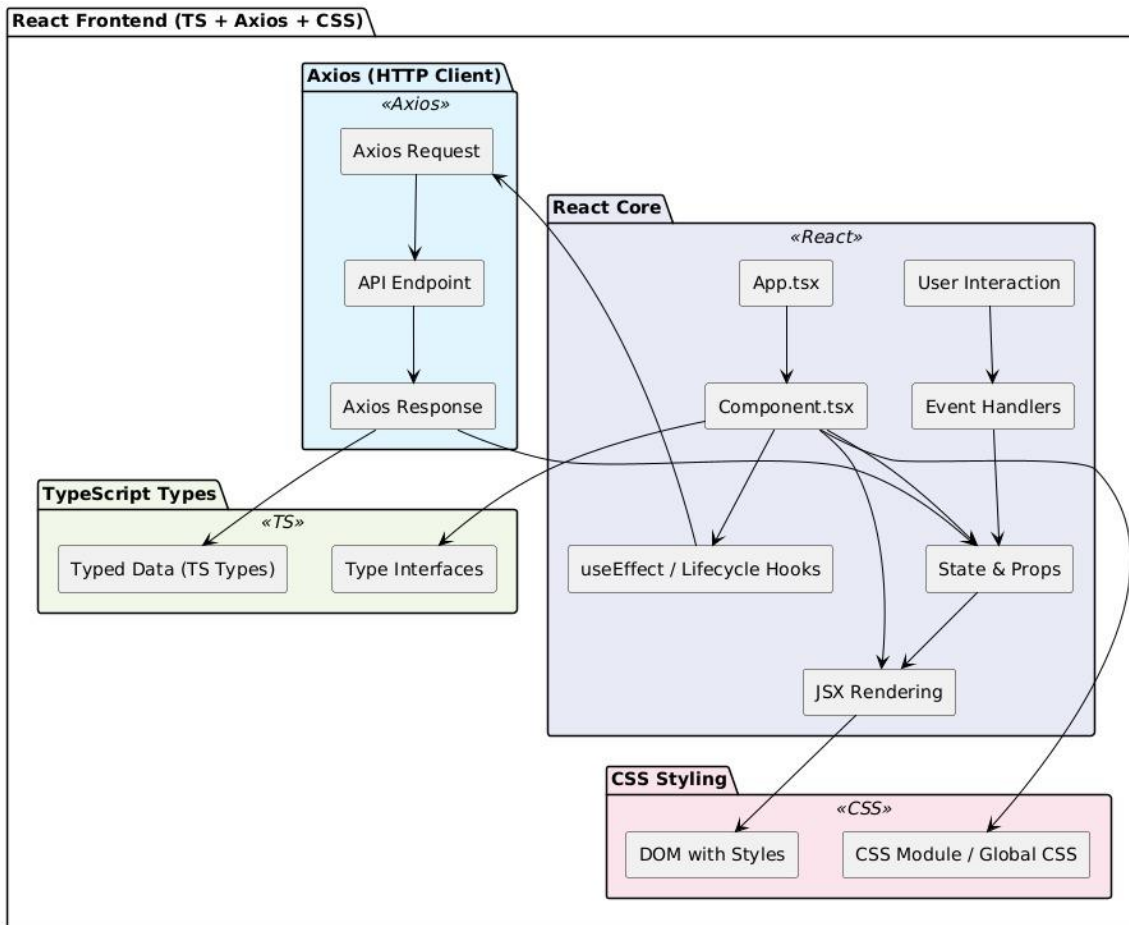 React Frontend (TS + Axios + CSS)
Axios (HTTP Client)
«Axios»
Axios Request
API Endpoint
Axios Response
React Core
«React»
App.tsx
User Interaction
Component.tsx
Event Handlers
useEffect / Lifecycle Hooks
State & Props
JSX Rendering
TypeScript Types
«TS»
Typed Data (TS Types)
Type Interfaces
CSS Styling
«CSS»
DOM with Styles
CSS Module / Global CSS